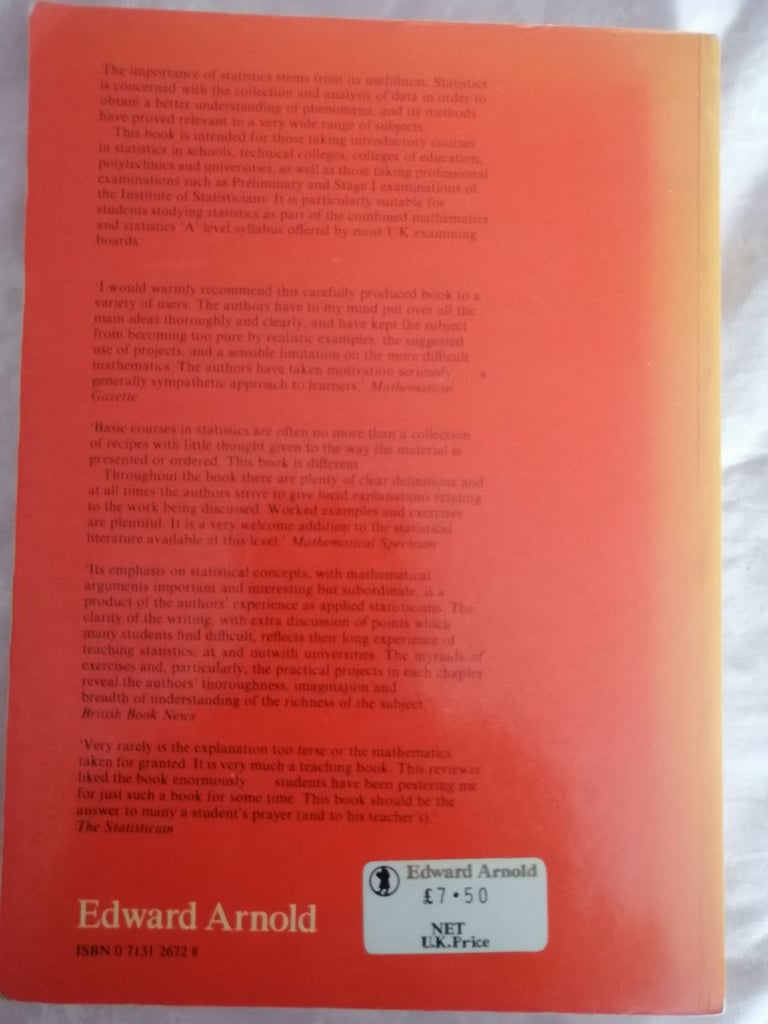 The importance of statistics stems from its usefulness. Statistics
is concerned with the collection and analysis of data in order to
obtain a better understanding of phenomena, and its methods
have proved relevant to a very wide range of subjects.
This book is intended for those taking introductory courses
in statistics in schools, technical colleges, colleges of education,
polytechnics and universities, as well as those taking professional
examinations such as Preliminary and Stage I examinations of
the Institute of Statisticians. It is particularly suitable for
students studying statistics as part of the combined mathematics
and statistics 'A' level syllabus offered by most UK examining
boards.
'I would warmly recommend this carefully produced book to a
variety of users. The authors have to my mind put over all the
main ideas thoroughly and clearly, and have kept the subject
from becoming too pure by realistic examples, the suggested
use of projects, and a sensible limitation on the more difficult
mathematics. The authors have taken motivation seriously . . . a
generally sympathetic approach to learners.' Mathematical
Gazette
'Basic courses in statistics are often no more than a collection
of recipes with little thought given to the way the material is
presented or ordered. This book is different.
Throughout the book there are plenty of clear definitions and
at all times the authors strive to give lucid explanations relating
to the work being discussed. Worked examples and exercises
are plentiful. It is a very welcome addition to the statistical
literature available at this level.' Mathematical Spectrum
'Its emphasis on statistical concepts, with mathematical
arguments important and interesting but subordinate, is a
product of the authors' experience as applied statisticians. The
clarity of the writing, with extra discussion of points which
many students find difficult, reflects their long experience of
teaching statistics, at and outwith universities. The myriads of
exercises and, particularly, the practical projects in each chapter
reveal the authors' thoroughness, imagination and
breadth of understanding of the richness of the subject.'
British Book News
'Very rarely is the explanation too terse or the mathematics
taken for granted. It is very much a teaching book. This reviewer
liked the book enormously . . . students have been pestering me
for just such a book for some time. This book should be the
answer to many a student's prayer (and to his teacher's).'
The Statistician
Edward Arnold
ISBN 0 7131 2672 8
Edward Arnold
£7·50
NET
U.K.Price